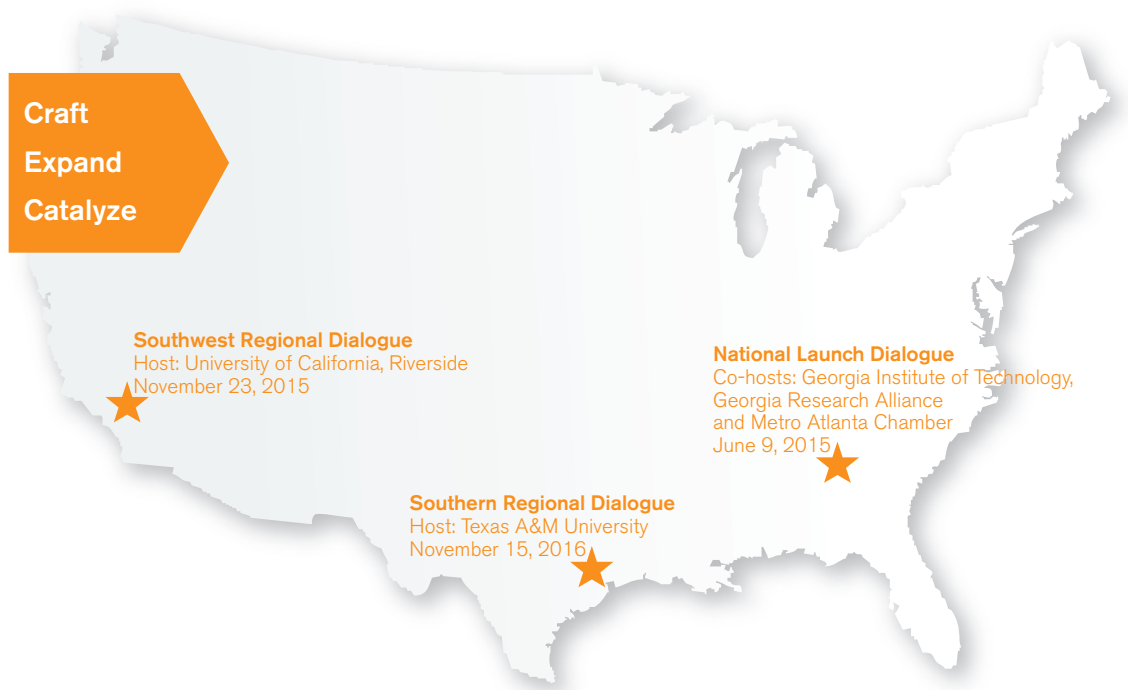 Craft
Expand
Catalyze
Southwest Regional Dialogue
Host: University of California, Riverside
November 23, 2015
National Launch Dialogue
Co-hosts: Georgia Institute of Technology,
Georgia Research Alliance
and Metro Atlanta Chamber
June 9, 2015
Southern Regional Dialogue
Host: Texas A&M University
November 15, 2016